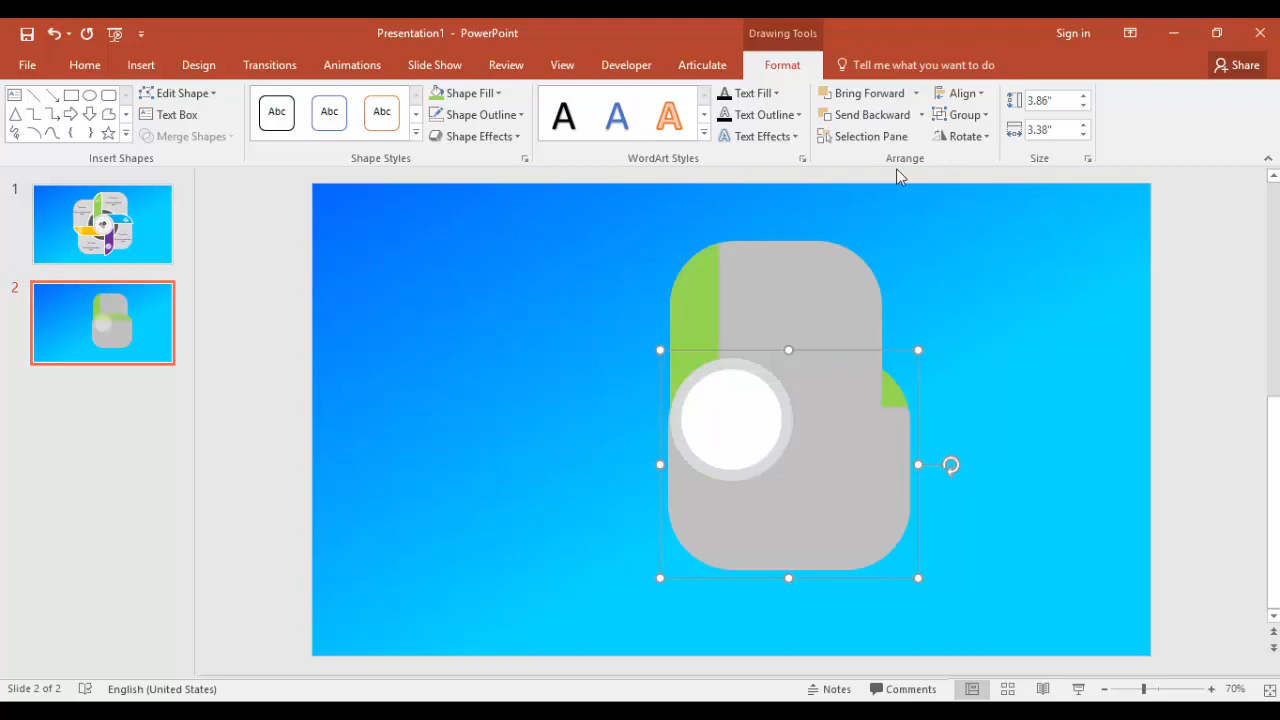 Presentation1 - PowerPoint
Drawing Tools
Sign in
File Home Insert Design Transitions Animations Slide Show Review View Developer Articulate Format Tell me what you want to do Share
Edit Shape
Text Box
Merge Shapes
Insert Shapes
Abc Abc Abc
Shape Fill
Shape Outline
Shape Effects
Shape Styles
A A A
Text Fill
Text Outline
Text Effects
WordArt Styles
Bring Forward
Send Backward
Selection Pane
Align
Group
Rotate
Arrange
3.86"
3.38"
Size
1
2
Slide 2 of 2 English (United States) Notes Comments 70%